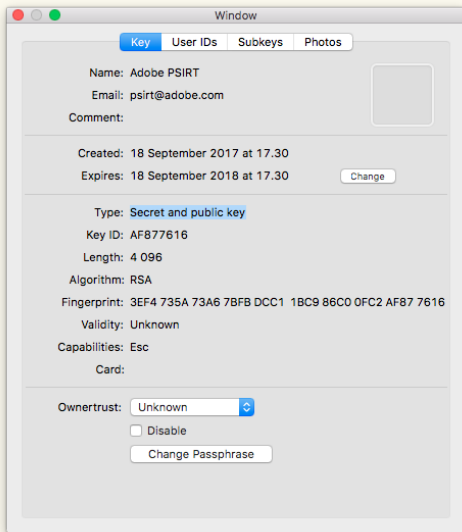 Window
Key User IDs Subkeys Photos
Name: Adobe PSIRT
Email: psirt@adobe.com
Comment:
Created: 18 September 2017 at 17.30
Expires: 18 September 2018 at 17.30 Change
Type: Secret and public key
Key ID: AF877616
Length: 4 096
Algorithm: RSA
Fingerprint: 3EF4 735A 73A6 7BFB DCC1 1BC9 86C0 0FC2 AF87 7616
Validity: Unknown
Capabilities: Esc
Card:
Ownertrust: Unknown
Disable
Change Passphrase